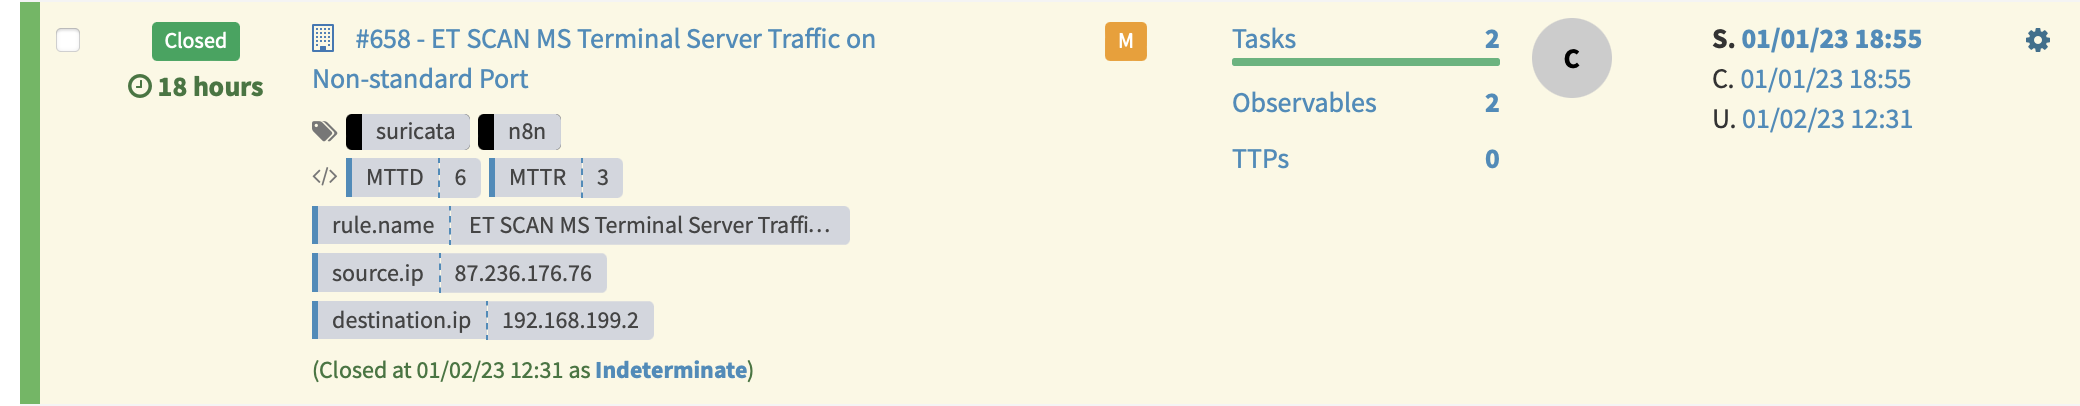 Closed
18 hours
#658 - ET SCAN MS Terminal Server Traffic on
Non-standard Port
suricata n8n
</> MTTD 6 MTTR 3
rule.name ET SCAN MS Terminal Server Traffi...
source.ip 87.236.176.76
destination.ip 192.168.199.2
(Closed at 01/02/23 12:31 as Indeterminate)
M
Tasks 2
Observables 2
TTPs 0
C
S. 01/01/23 18:55
C. 01/01/23 18:55
U. 01/02/23 12:31